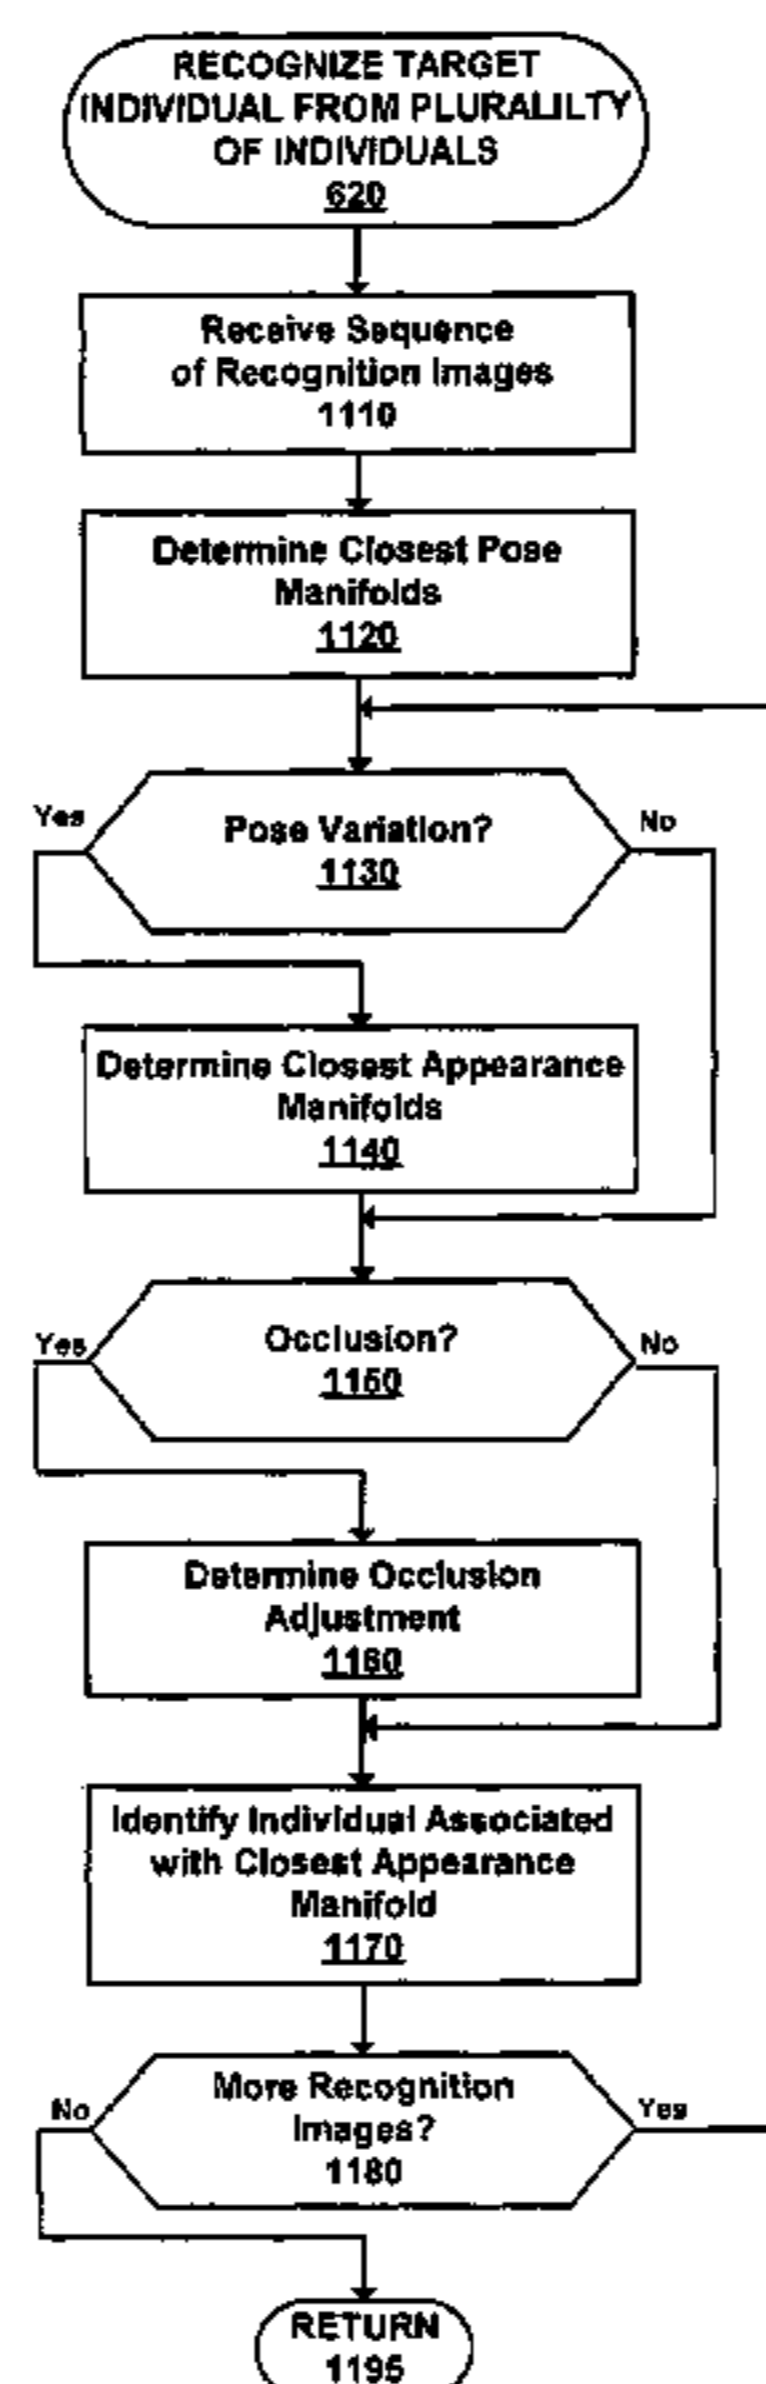 RECOGNIZE TARGET
INDIVIDUAL FROM PLURALILTY
OF INDIVIDUALS
620
Receive Sequence
of Recognition Images
1110
Determine Closest Pose
Manifolds
1120
Yes
Pose Variation?
No
1130
Determine Closest Appearance
Manifolds
1140
Yes
Occlusion?
No
1150
Determine Occlusion
Adjustment
1160
Identify Individual Associated
with Closest Appearance
Manifold
1170
No
More Recognition
Images?
Yes
1180
RETURN
1195